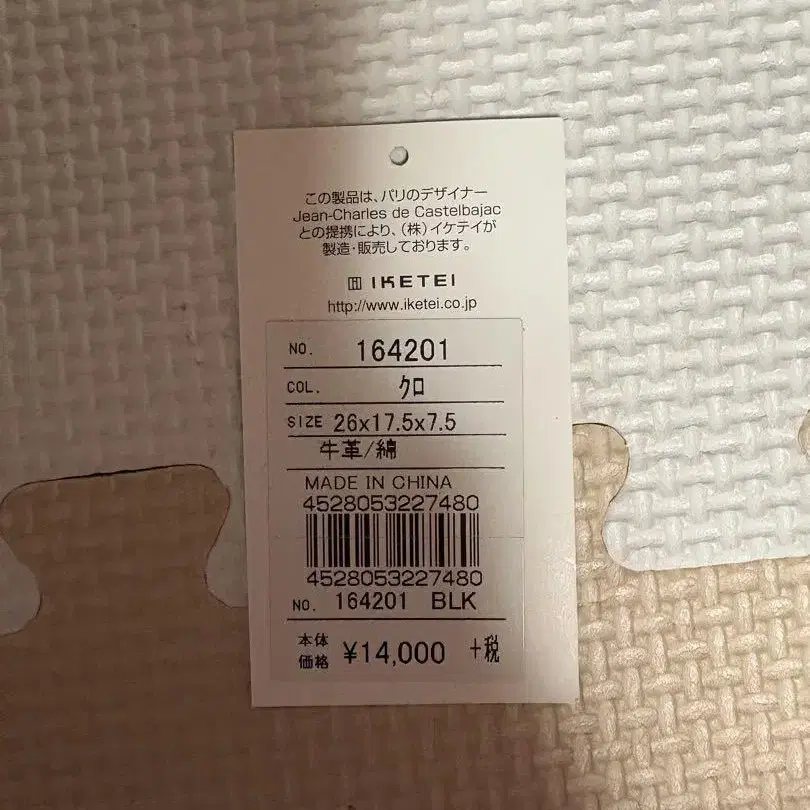 この製品は、パリのデザイナー
Jean-Charles de Castelbajac
との提携により、（株）イケテイが
製造・販売しております。
IKETEI
http://www.iketei.co.jp
NO. 164201
COL. ｸﾛ
SIZE 26x17.5x7.5
牛革/綿
MADE IN CHINA
4528053227480
4528053227480
NO. 164201 BLK
本体価格 ¥14,000 +税